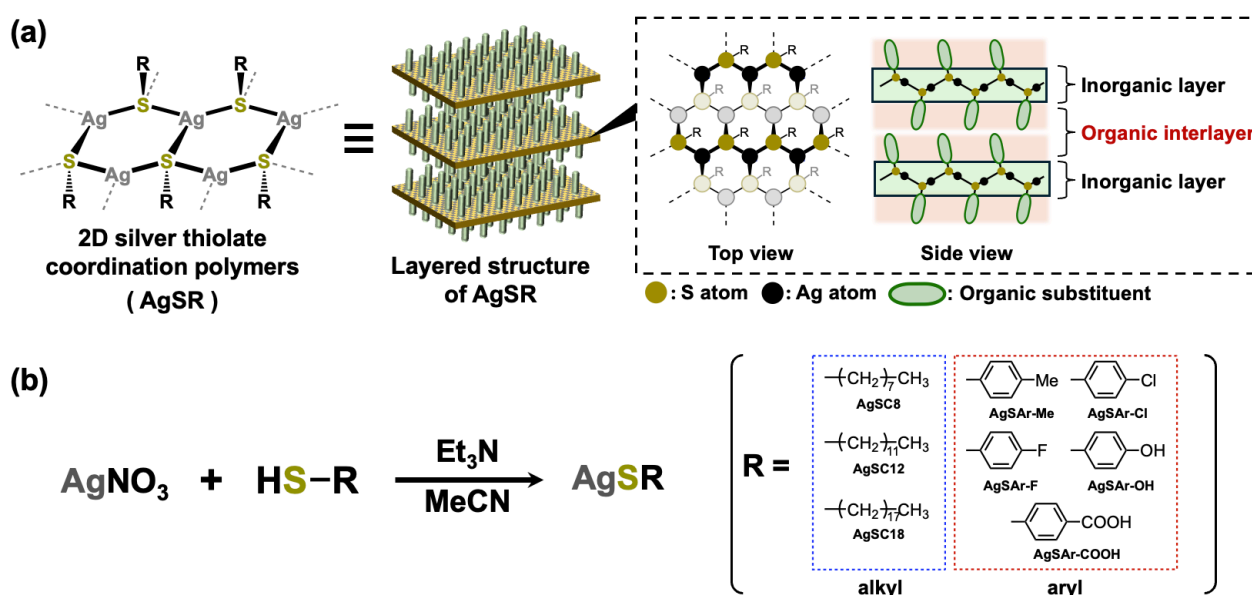 (a)
R
R
Ag
S
Ag
S
Ag
S
Ag
S
Ag
S
R
R
R
2D silver thiolate
coordination polymers
( AgSR )
≡
Layered structure
of AgSR
R
R
R
R
R
R
R
R
R
Top view
Side view
Inorganic layer
Organic interlayer
Inorganic layer
: S atom
: Ag atom
: Organic substituent
(b)
AgNO3 + HS–R
Et3N
MeCN
AgSR
R =
(CH2)7CH3
AgSC8
(CH2)11CH3
AgSC12
(CH2)17CH3
AgSC18
alkyl
Me
AgSAr-Me
Cl
AgSAr-Cl
F
AgSAr-F
OH
AgSAr-OH
COOH
AgSAr-COOH
aryl